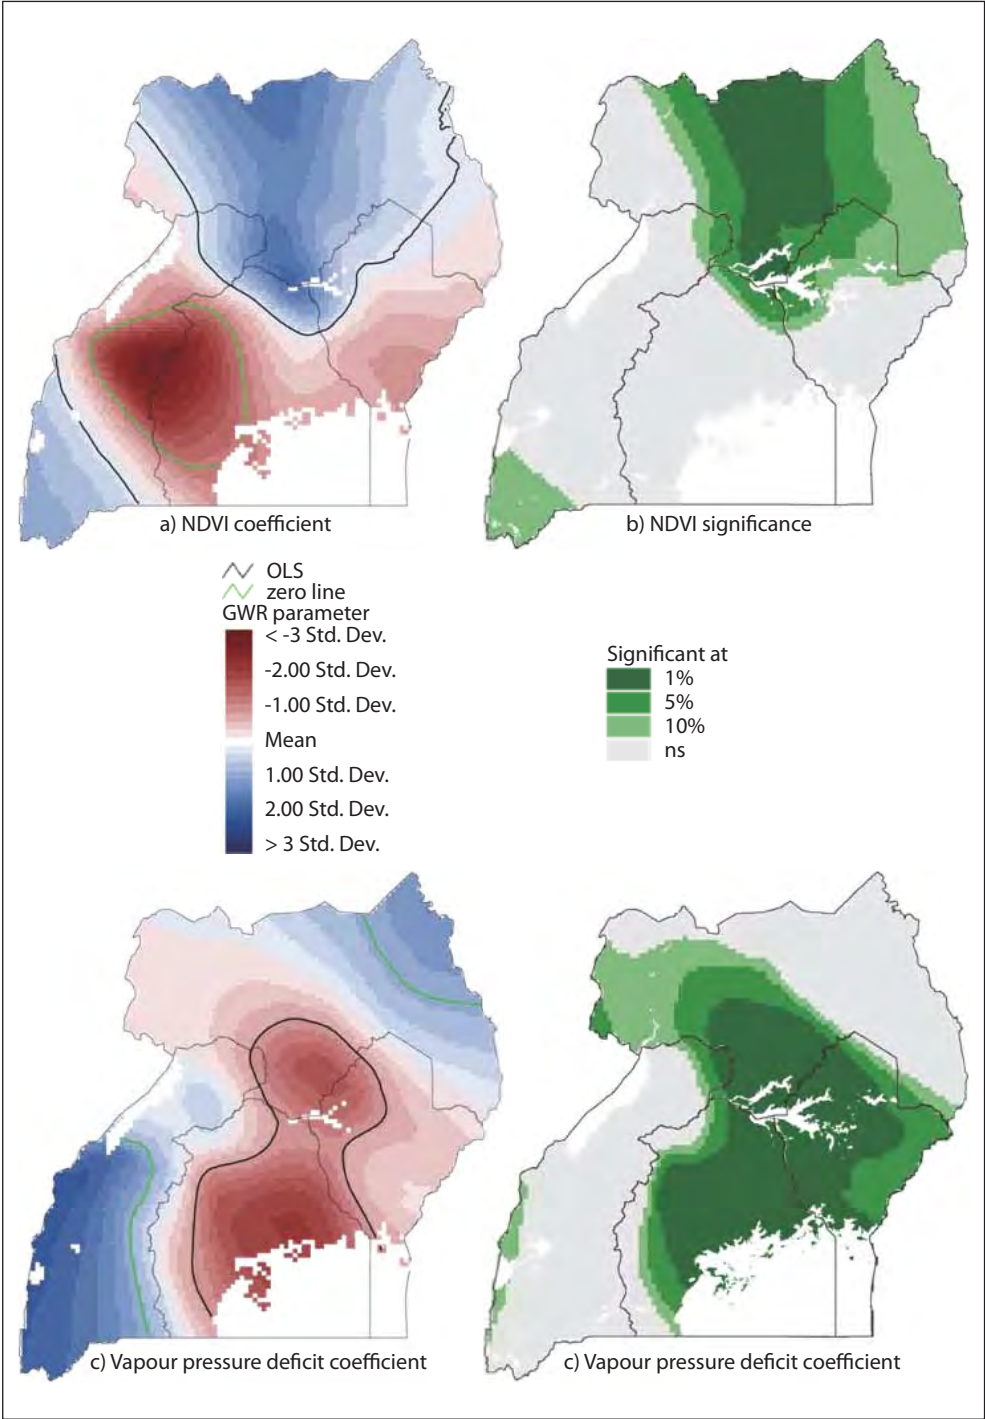 a) NDVI coefficient
b) NDVI significance
OLS
zero line
GWR parameter
< -3 Std. Dev.
-2.00 Std. Dev.
-1.00 Std. Dev.
Mean
1.00 Std. Dev.
2.00 Std. Dev.
> 3 Std. Dev.
Significant at
1%
5%
10%
ns
c) Vapour pressure deficit coefficient
c) Vapour pressure deficit coefficient